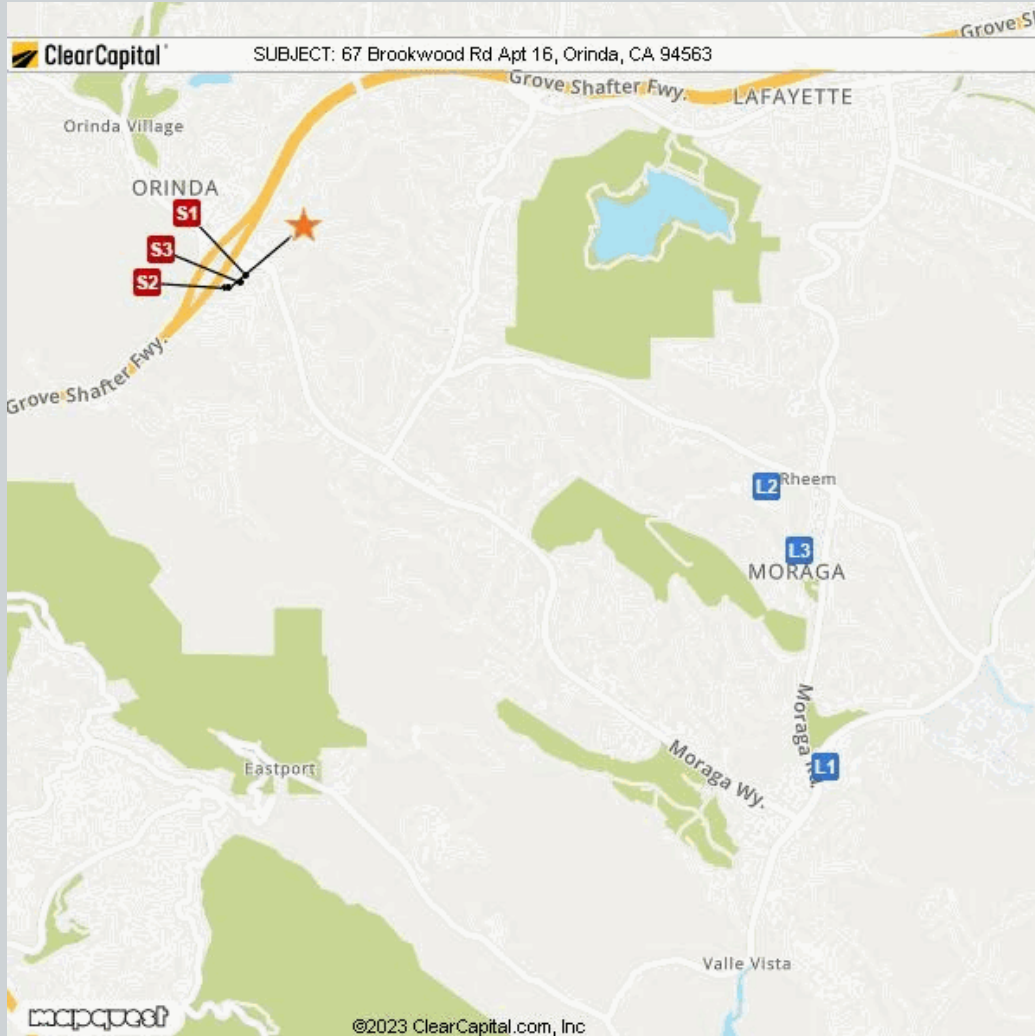 Grove S
ClearCapital
SUBJECT: 67 Brookwood Rd Apt 16, Orinda, CA 94563
Grove Shafter Fwy.
LAFAYETTE
Orinda Village
ORINDA
S1
S3
S2
Grove Shafter Fwy.
L2
Rheem
L3
MORAGA
Moraga Rd.
L1
Moraga Wy.
Eastport
Valle Vista
mapquest
©2023 ClearCapital.com, Inc